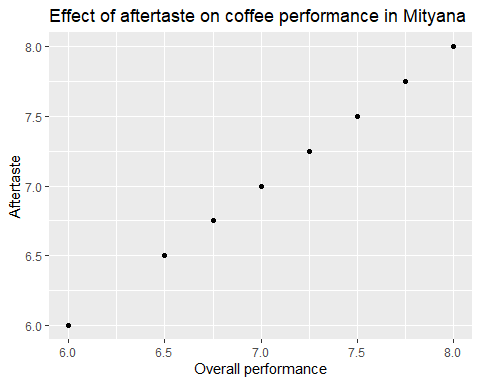 Effect of aftertaste on coffee performance in Mityana
Aftertaste
8.0
7.5
7.0
6.5
6.0
6.0 6.5 7.0 7.5 8.0
Overall performance